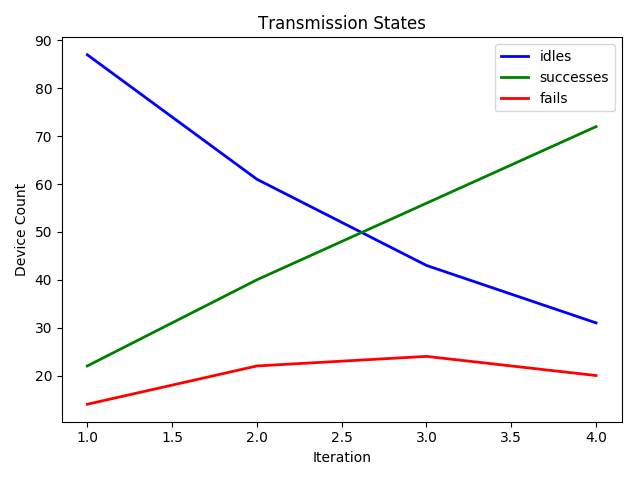 Transmission States
90
80
70
60
50
40
30
20
Device Count
idles
successes
fails
1.0 1.5 2.0 2.5 3.0 3.5 4.0
Iteration